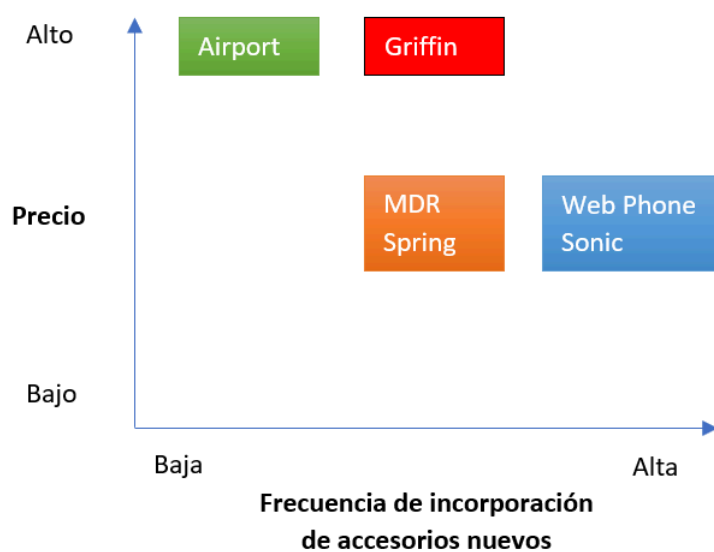 Alto
Airport
Griffin
Precio
MDR
Spring
Web Phone
Sonic
Bajo
Baja
Alta
Frecuencia de incorporación
de accesorios nuevos